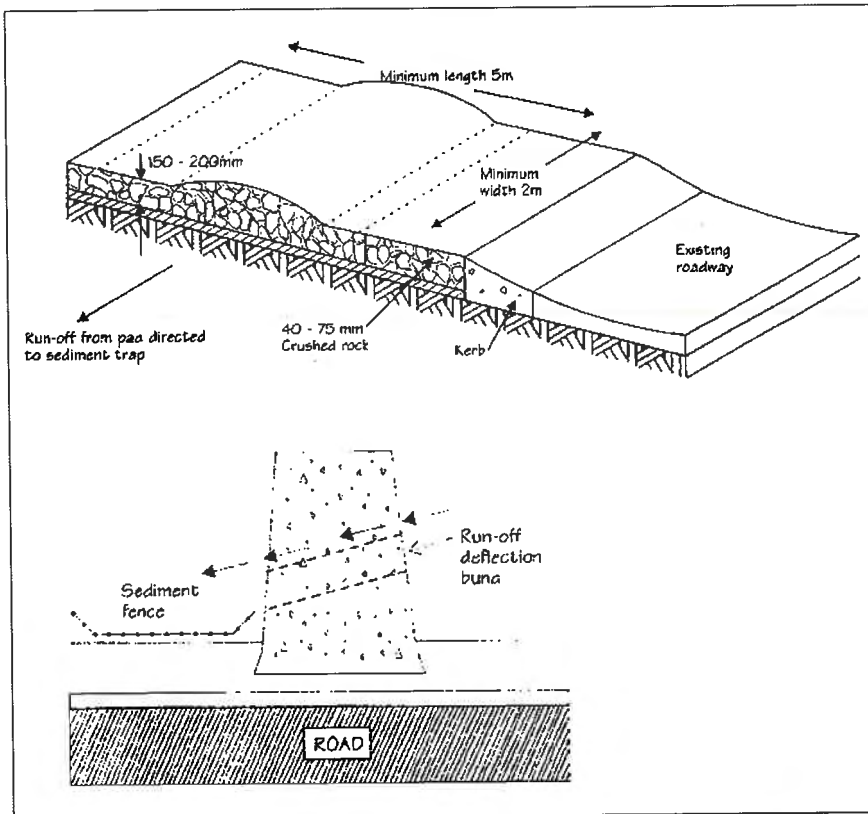 Minimum length 5m
150 - 200mm
Minimum
width 2m
Existing
roadway
40 - 75 mm
Crushed rock
Kerb
Run-off from pad directed
to sediment trap
Run-off
deflection
buna
Sediment
fence
ROAD